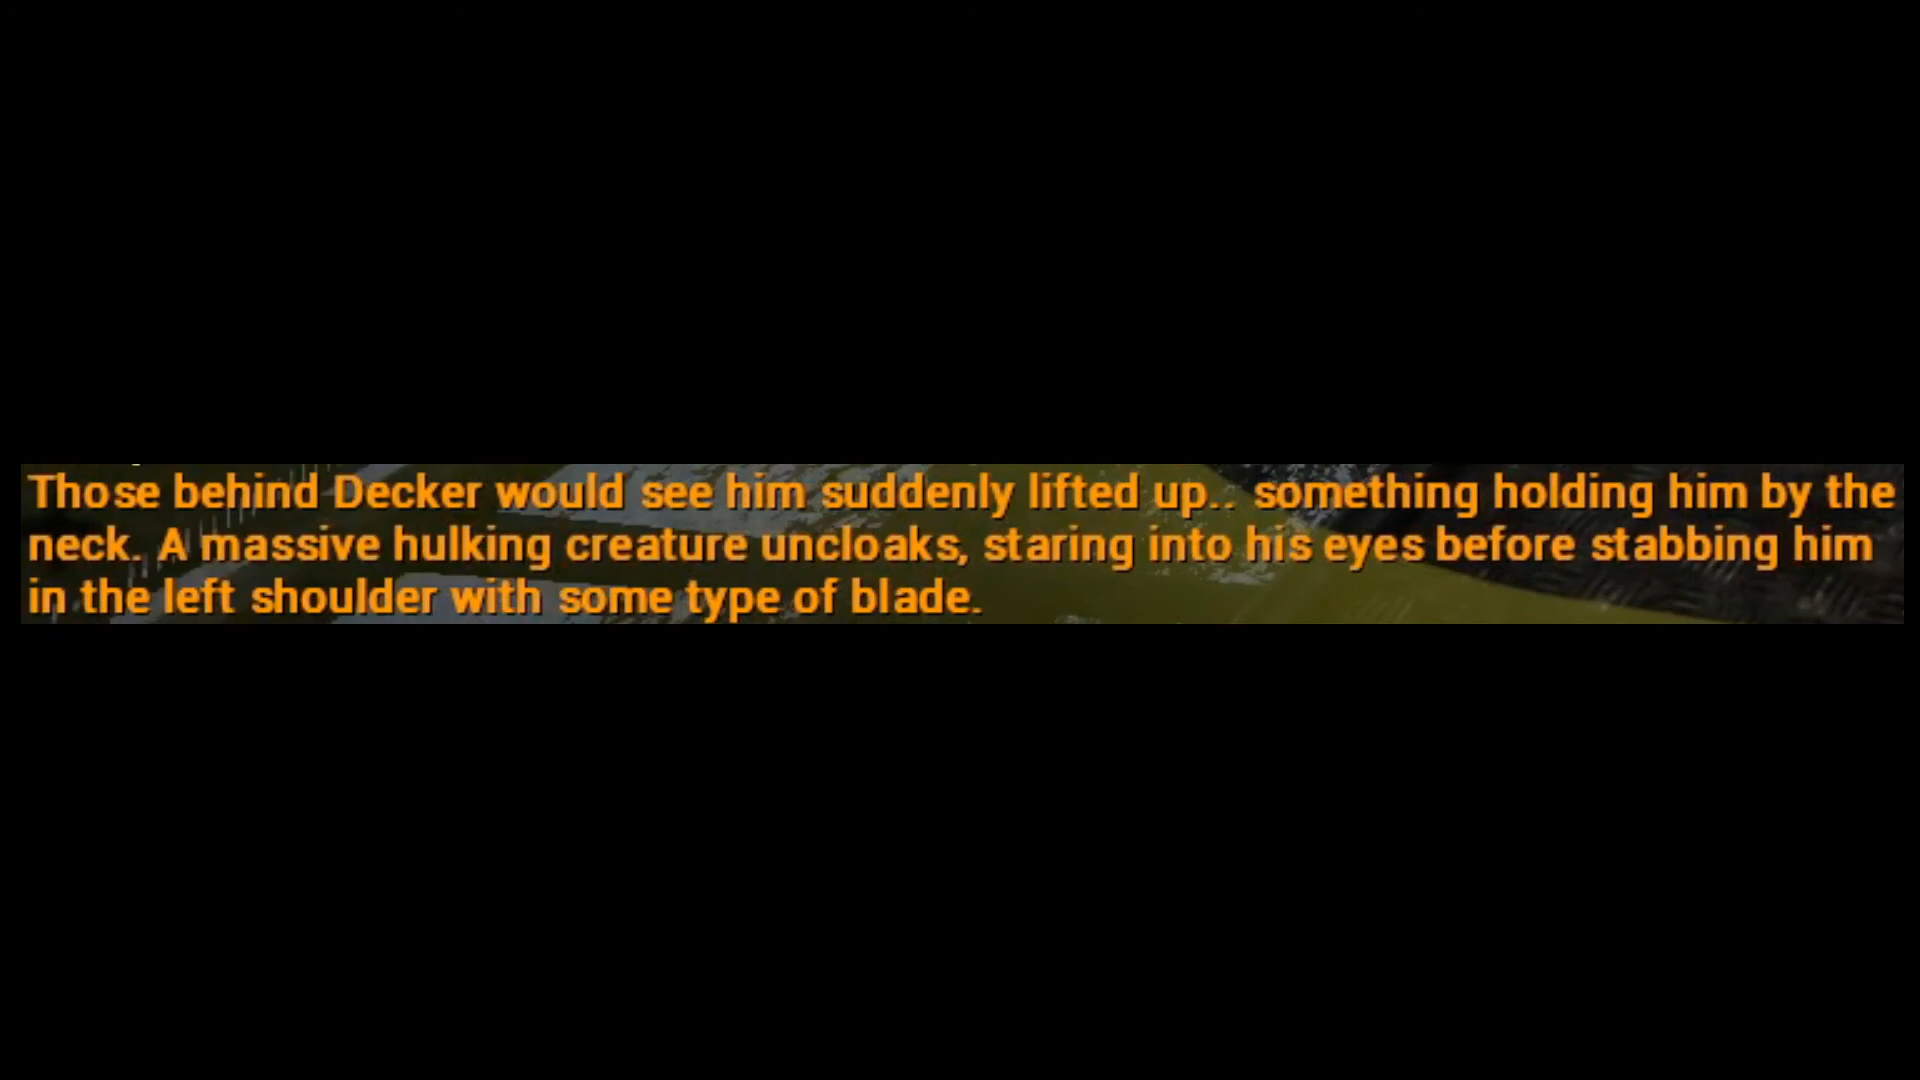 Those behind Decker would see him suddenly lifted up.. something holding him by the
neck. A massive hulking creature uncloaks, staring into his eyes before stabbing him
in the left shoulder with some type of blade.